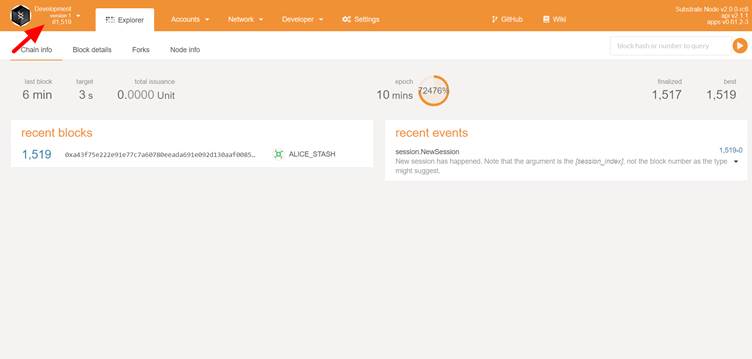 Development
version 1
#1,519
Explorer
Accounts
Network
Developer
Settings
GitHub
Wiki
Substrate Node v2.0.0-rc6
api v2.1.1
apps v0.61.2-3
Chain info
Block details
Forks
Node info
block hash or number to query
last block
6 min
target
3 s
total issuance
0.0000 Unit
epoch
10 mins
72476%
finalized
1,517
best
1,519
recent blocks
1,519 0xa43f75e222e91e77c7a60780eeada691e092d130aaf0085… ALICE_STASH
recent events
session.NewSession
1,519-0
New session has happened. Note that the argument is the [session_index], not the block number as the type
might suggest.